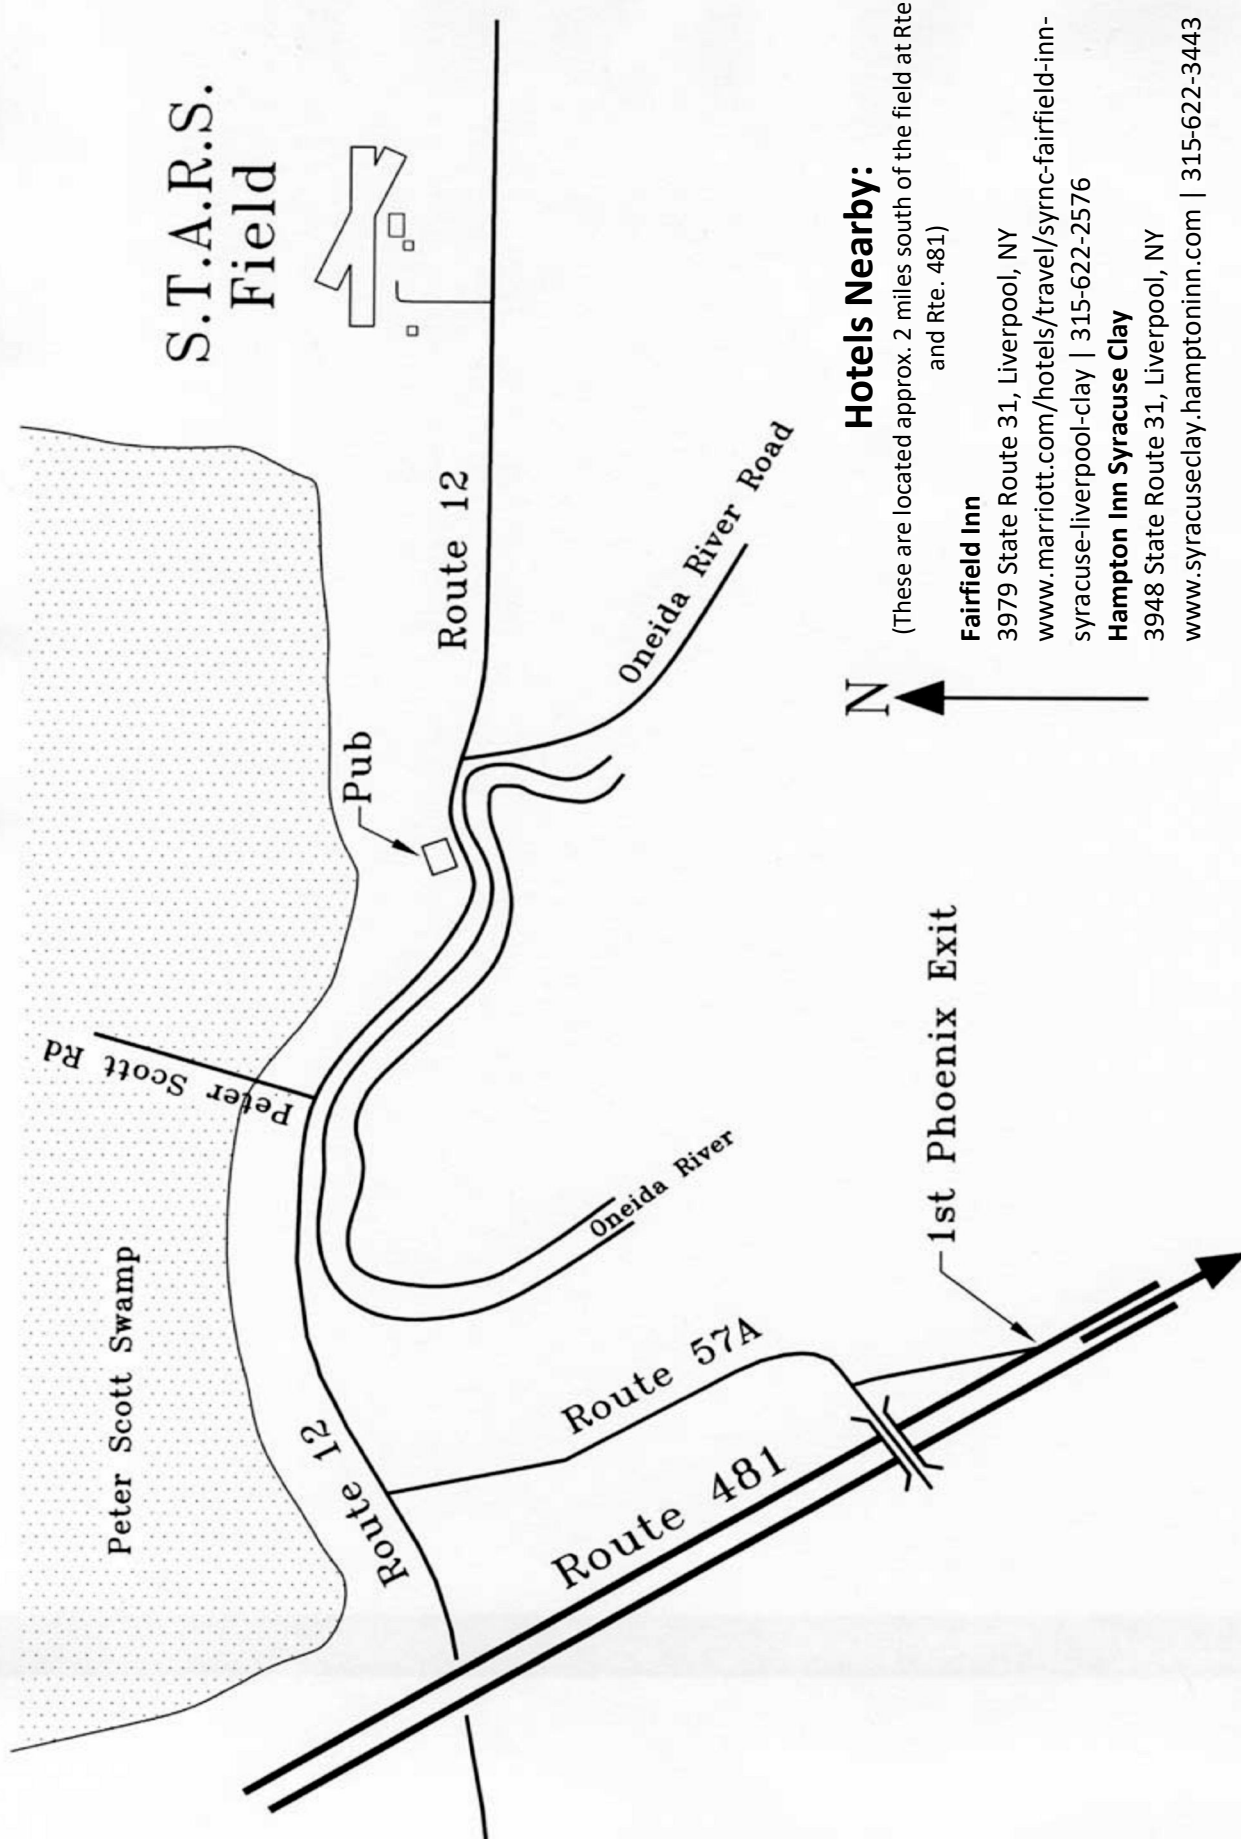 S.T.A.R.S.
Field
Peter Scott Swamp
Peter Scott Rd
Pub
Route 12
Route 12
Oneida River Road
Oneida River
Route 57A
Route 481
1st Phoenix Exit
N
Hotels Nearby:
(These are located approx. 2 miles south of the field at Rte
and Rte. 481)
Fairfield Inn
3979 State Route 31, Liverpool, NY
www.marriott.com/hotels/travel/syrnc-fairfield-inn-
syracuse-liverpool-clay | 315-622-2576
Hampton Inn Syracuse Clay
3948 State Route 31, Liverpool, NY
www.syracuseclay.hamptoninn.com | 315-622-3443